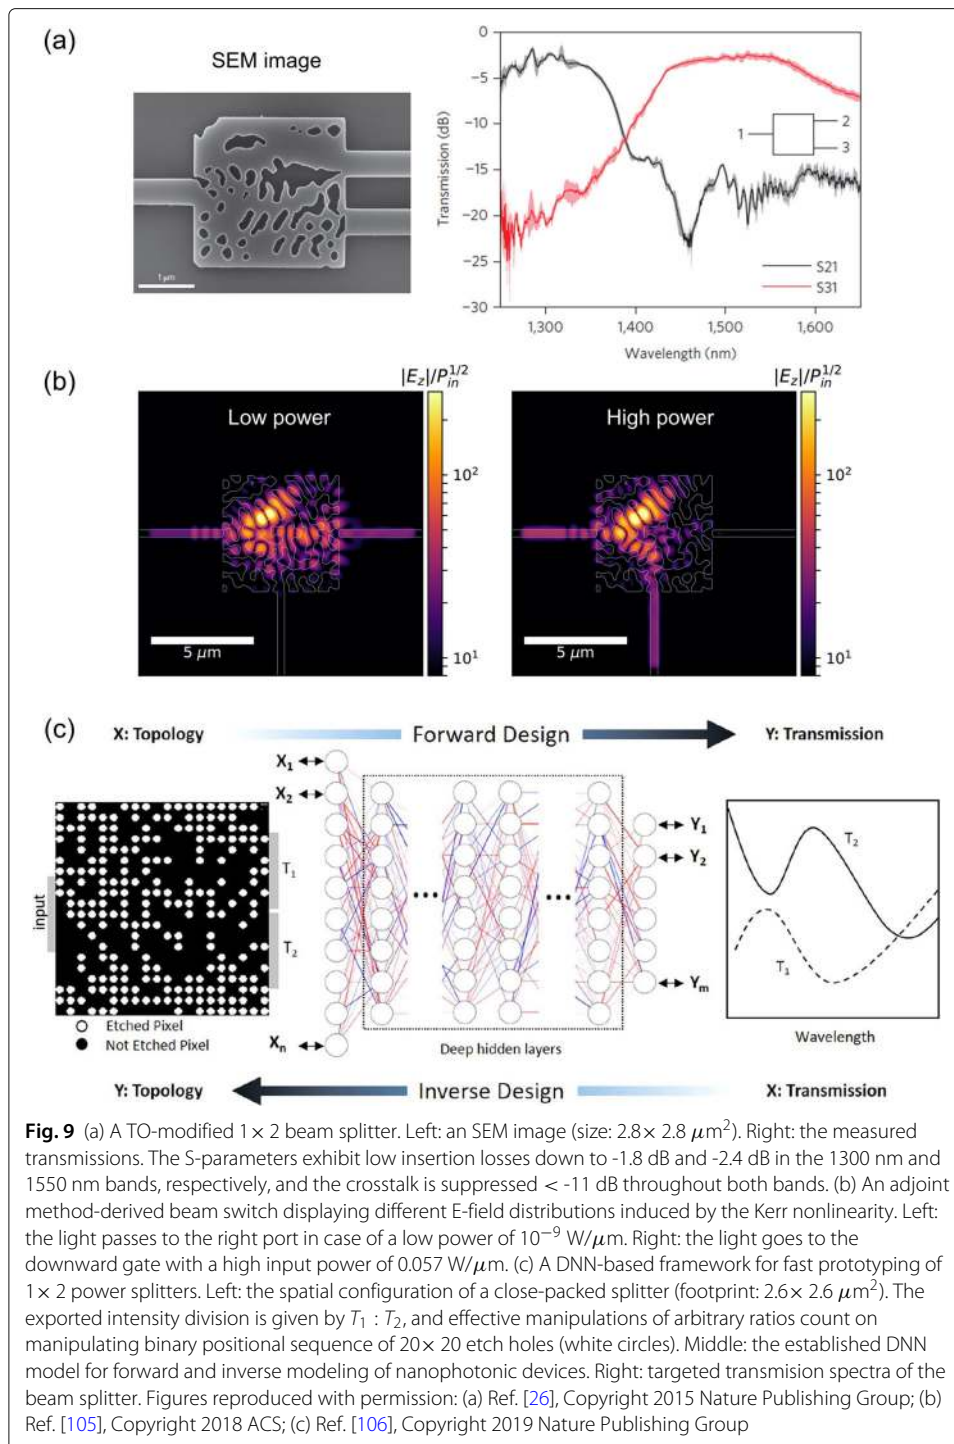 (a)
SEM image
1μm
0
−5
−10
−15
−20
−25
−30
Transmission (dB)
1
2
3
S21
S31
1,300
1,400
1,500
1,600
Wavelength (nm)
(b)
|E_z|/P_in^1/2
Low power
10²
10¹
5 μm
|E_z|/P_in^1/2
High power
10²
10¹
5 μm
(c)
X: Topology
Forward Design
Y: Transmission
X₁
X₂
Xₙ
input
T₁
T₂
Etched Pixel
Not Etched Pixel
...
...
Deep hidden layers
Y₁
Y₂
Yₘ
T₂
T₁
Wavelength
Y: Topology
Inverse Design
X: Transmission
Fig. 9 (a) A TO-modified 1× 2 beam splitter. Left: an SEM image (size: 2.8× 2.8 μm²). Right: the measured
transmissions. The S-parameters exhibit low insertion losses down to -1.8 dB and -2.4 dB in the 1300 nm and
1550 nm bands, respectively, and the crosstalk is suppressed < -11 dB throughout both bands. (b) An adjoint
method-derived beam switch displaying different E-field distributions induced by the Kerr nonlinearity. Left:
the light passes to the right port in case of a low power of 10⁻⁹ W/μm. Right: the light goes to the
downward gate with a high input power of 0.057 W/μm. (c) A DNN-based framework for fast prototyping of
1× 2 power splitters. Left: the spatial configuration of a close-packed splitter (footprint: 2.6× 2.6 μm²). The
exported intensity division is given by T₁ : T₂, and effective manipulations of arbitrary ratios count on
manipulating binary positional sequence of 20× 20 etch holes (white circles). Middle: the established DNN
model for forward and inverse modeling of nanophotonic devices. Right: targeted transmision spectra of the
beam splitter. Figures reproduced with permission: (a) Ref. [26], Copyright 2015 Nature Publishing Group; (b)
Ref. [105], Copyright 2018 ACS; (c) Ref. [106], Copyright 2019 Nature Publishing Group